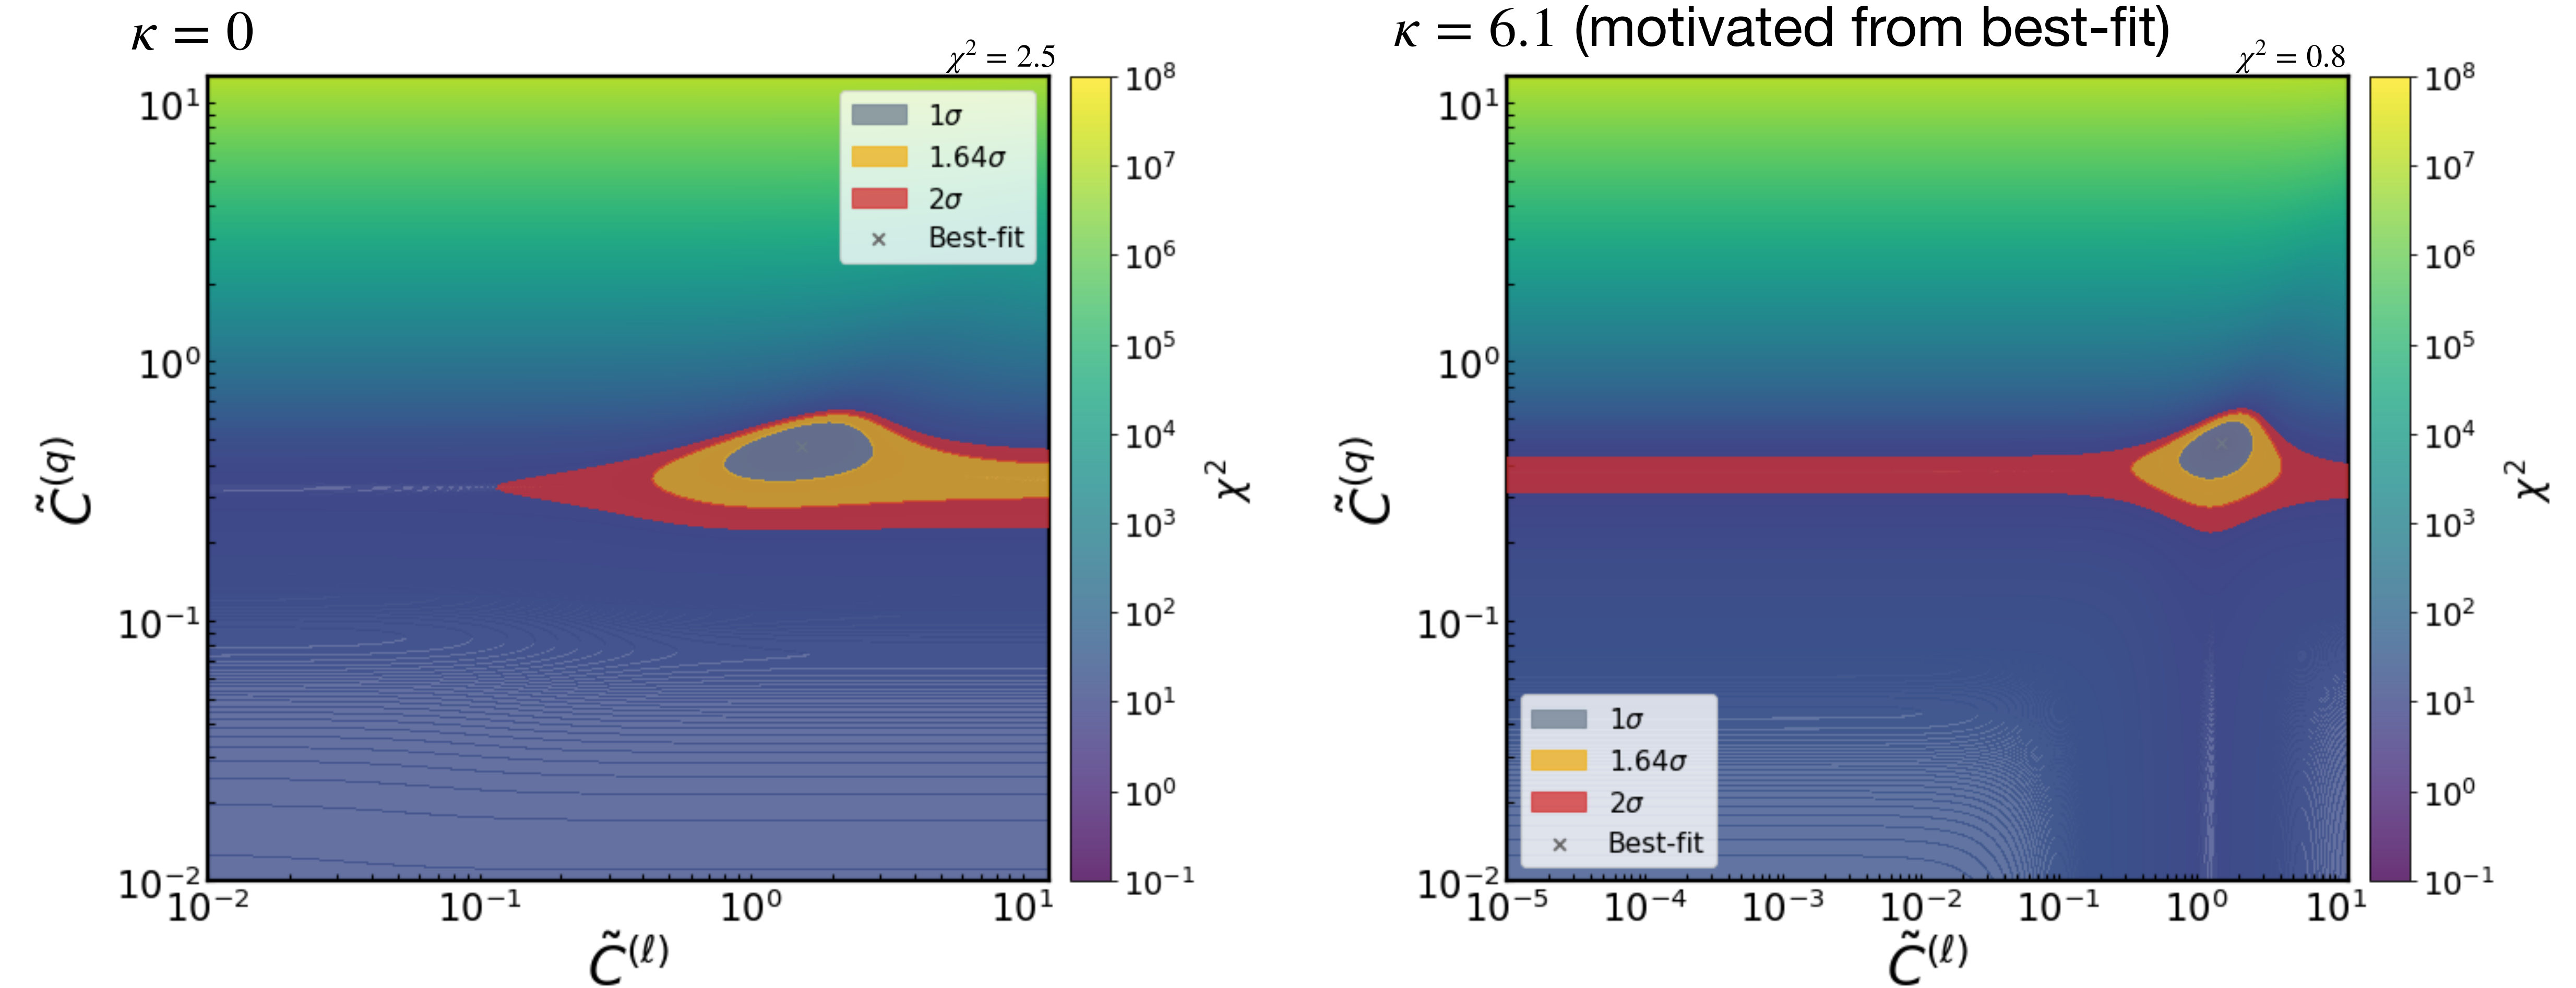 κ = 0
χ² = 2.5
10¹
10⁰
10⁻¹
10⁻²
C̃⁽q⁾
1σ
1.64σ
2σ
Best-fit
10⁻²
10⁻¹
10⁰
10¹
C̃⁽ℓ⁾
10⁸
10⁷
10⁶
10⁵
10⁴
10³
10²
10¹
10⁰
10⁻¹
χ²
κ = 6.1 (motivated from best-fit)
χ² = 0.8
10¹
10⁰
10⁻¹
10⁻²
C̃⁽q⁾
1σ
1.64σ
2σ
Best-fit
10⁻⁵
10⁻⁴
10⁻³
10⁻²
10⁻¹
10⁰
10¹
C̃⁽ℓ⁾
10⁸
10⁷
10⁶
10⁵
10⁴
10³
10²
10¹
10⁰
10⁻¹
χ²